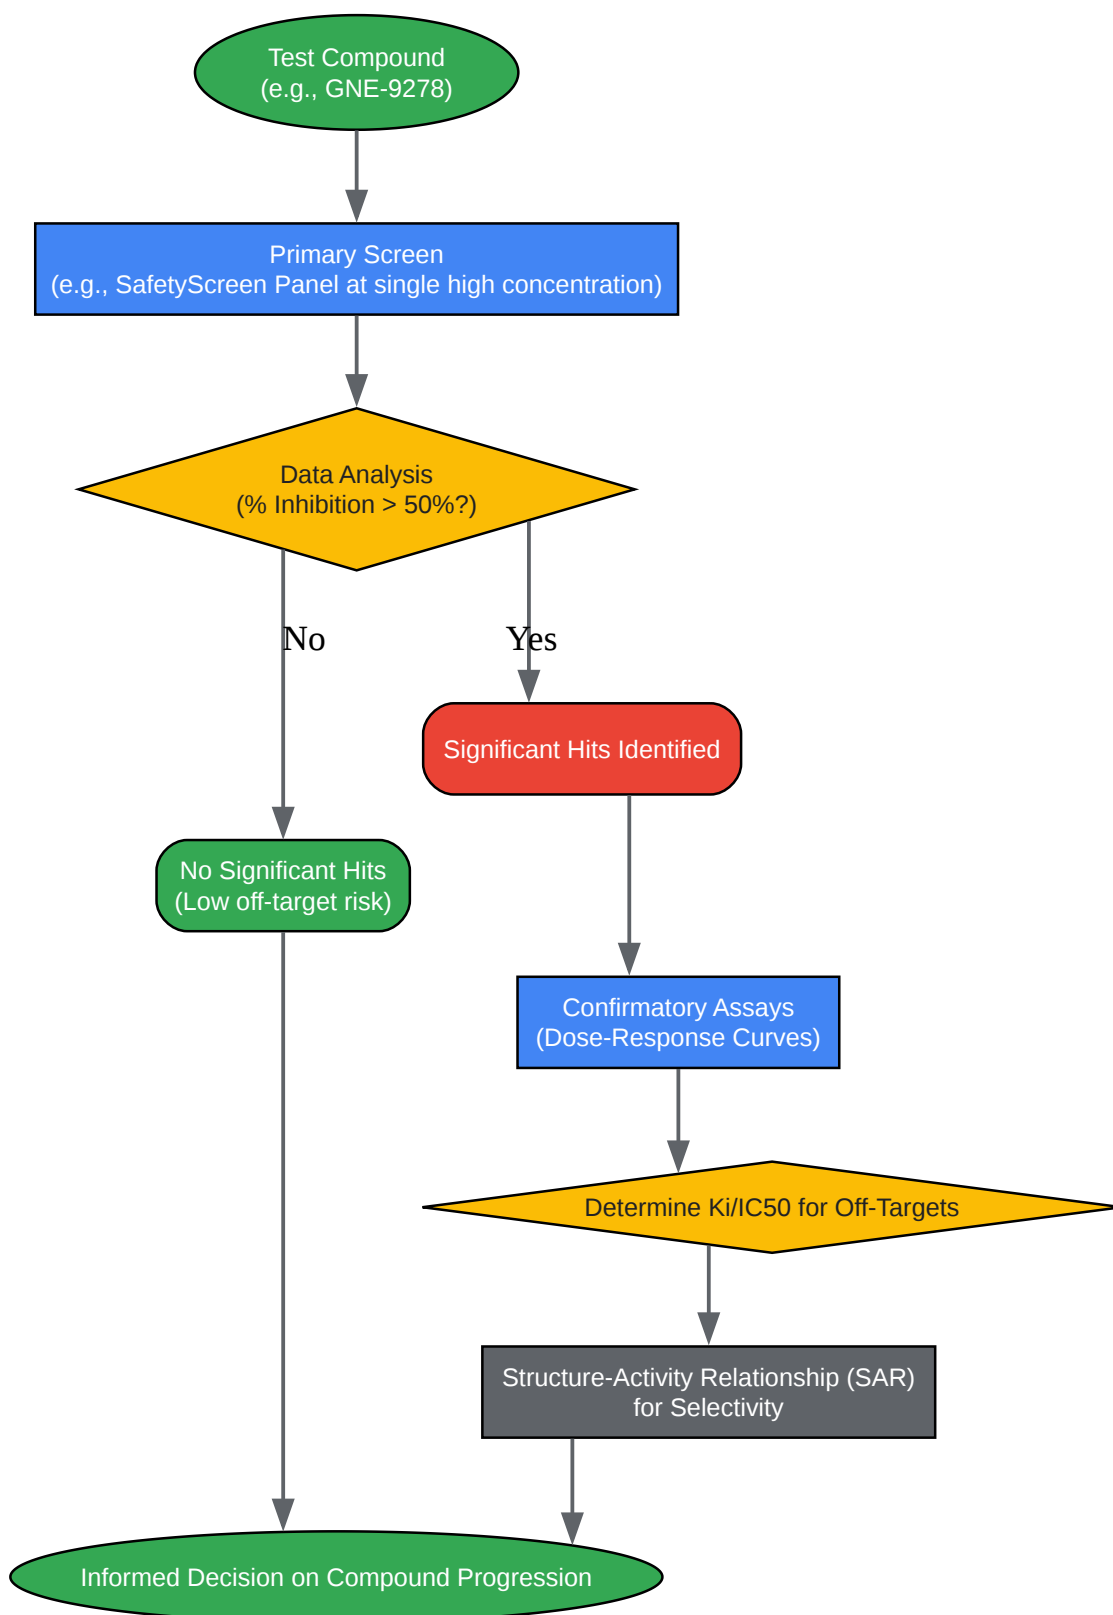 Test Compound
(e.g., GNE-9278)
Primary Screen
(e.g., SafetyScreen Panel at single high concentration)
Data Analysis
(% Inhibition > 50%?)
No
Yes
Significant Hits Identified
No Significant Hits
(Low off-target risk)
Confirmatory Assays
(Dose-Response Curves)
Determine Ki/IC50 for Off-Targets
Structure-Activity Relationship (SAR)
for Selectivity
Informed Decision on Compound Progression